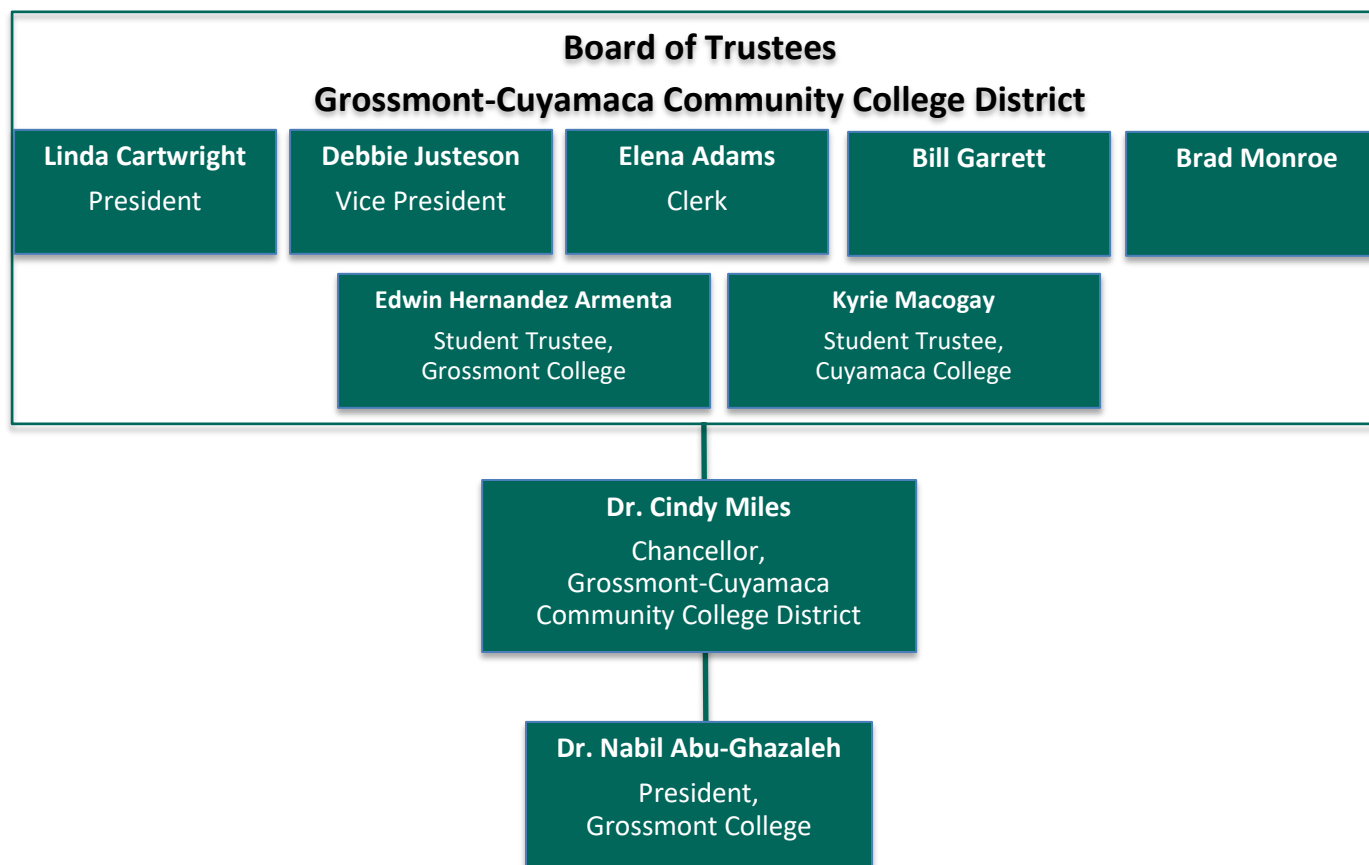 Board of Trustees
Grossmont-Cuyamaca Community College District
Linda Cartwright
President
Debbie Justeson
Vice President
Elena Adams
Clerk
Bill Garrett
Brad Monroe
Edwin Hernandez Armenta
Student Trustee,
Grossmont College
Kyrie Macogay
Student Trustee,
Cuyamaca College
Dr. Cindy Miles
Chancellor,
Grossmont-Cuyamaca
Community College District
Dr. Nabil Abu-Ghazaleh
President,
Grossmont College